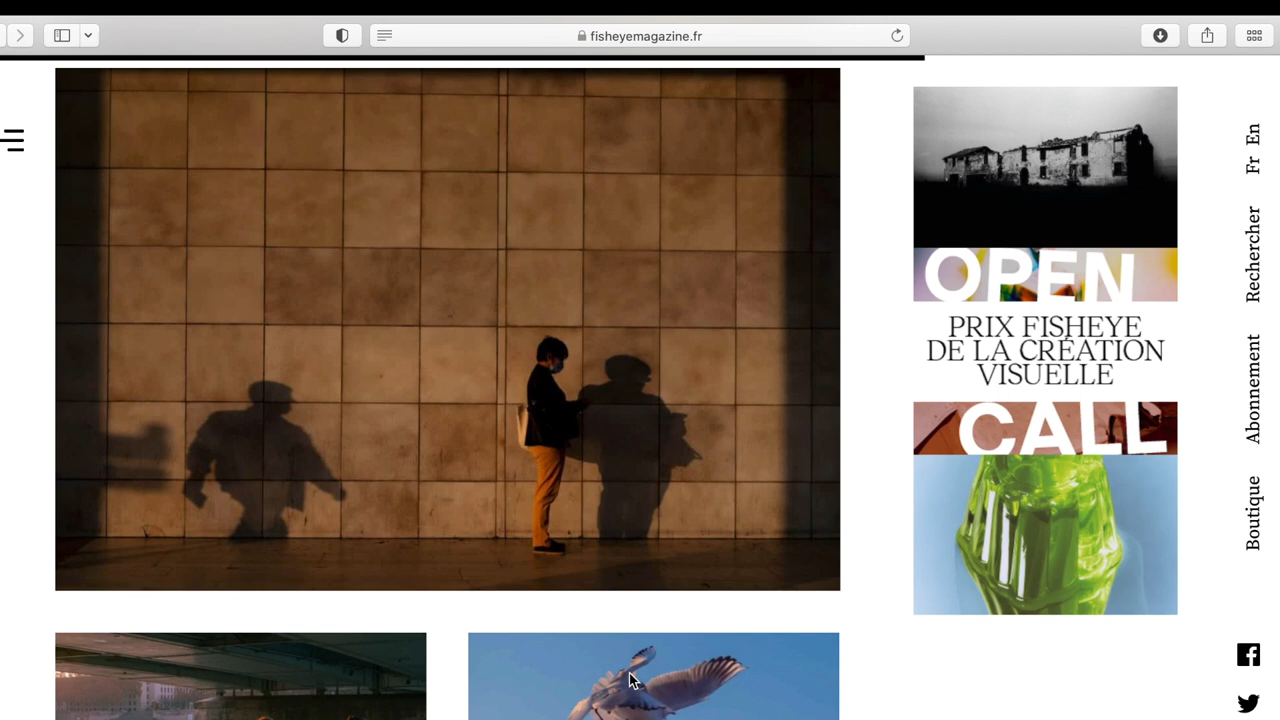 fisheyemagazine.fr
OPEN
PRIX FISHEYE
DE LA CRÉATION
VISUELLE
CALL
Fr En
Rechercher
Abonnement
Boutique